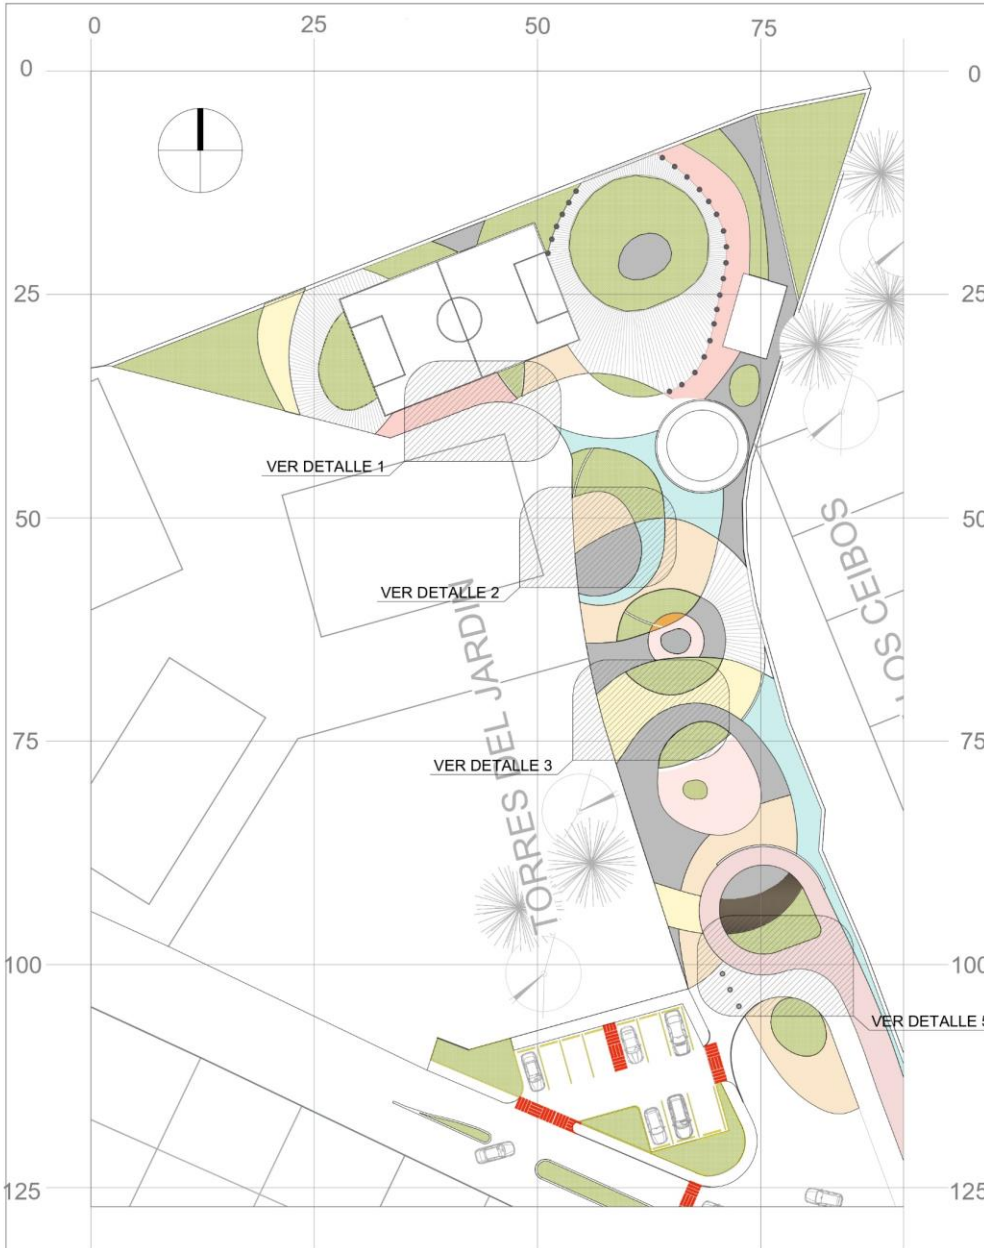 0 25 50 75
0 0
25 25
VER DETALLE 1
50 50
LOS CEIBOS
VER DETALLE 2
TORRES DEL JARDIN
75 75
VER DETALLE 3
100 100
VER DETALLE 5
125 125